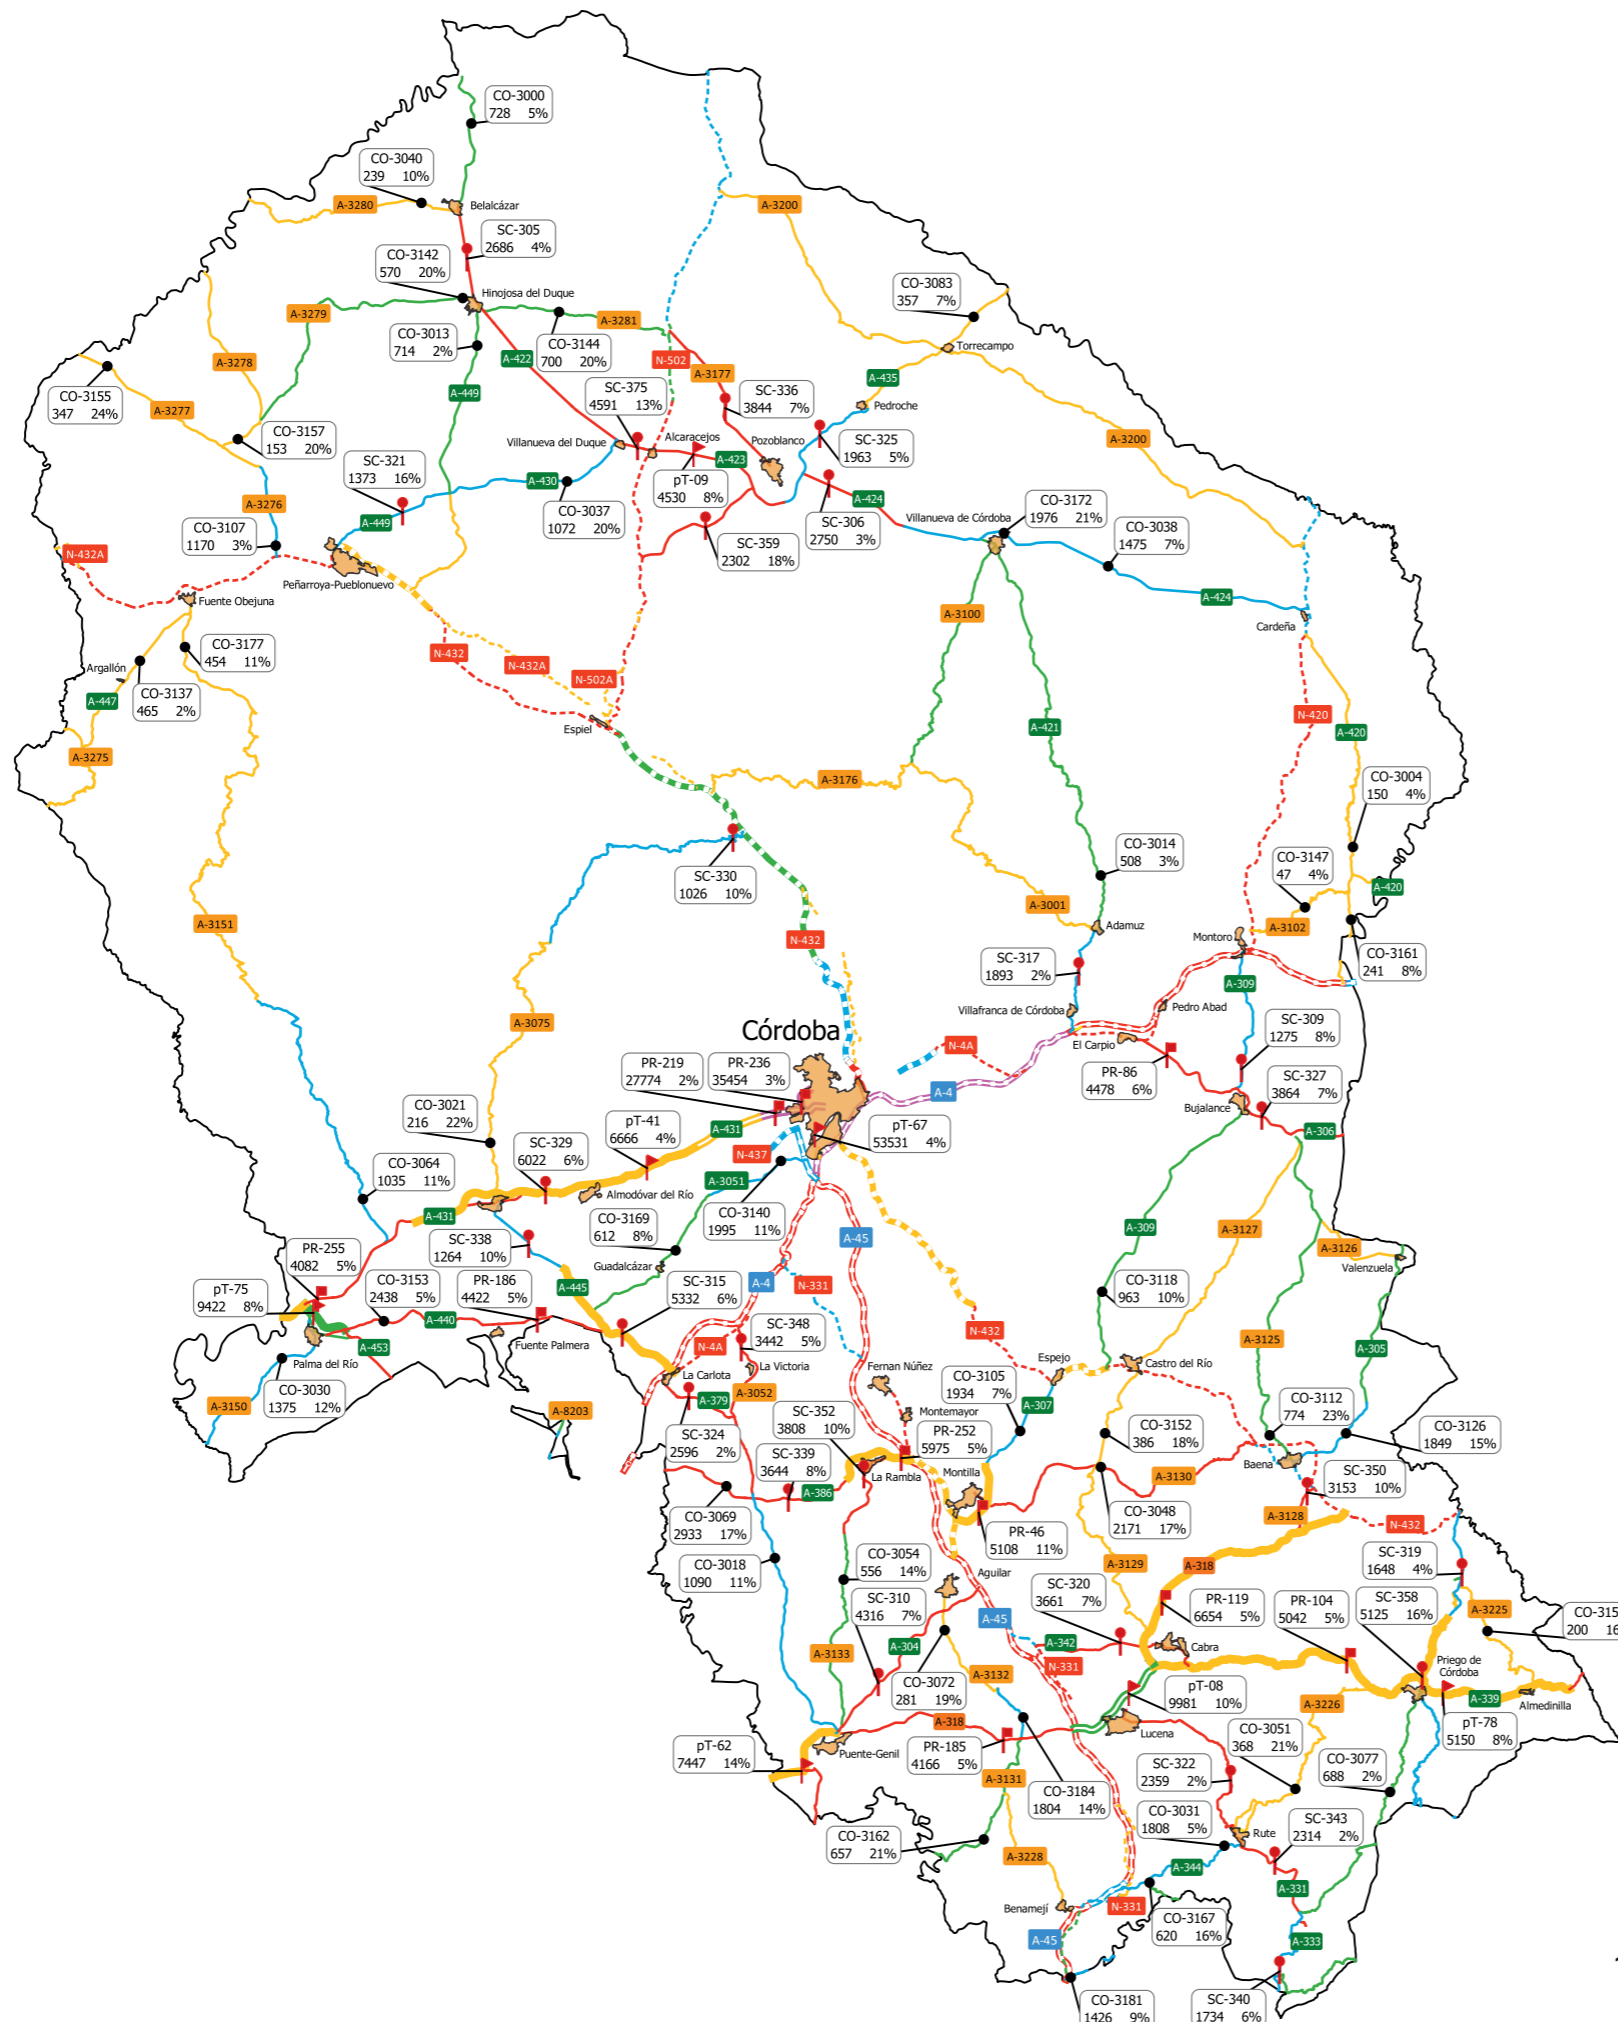 CO-3000
728 5%
CO-3040
239 10%
A-3280
Belalcázar
A-3200
SC-305
2686 4%
CO-3142
570 20%
Hinojosa del Duque
CO-3083
357 7%
A-3279
A-3281
CO-3013
714 2%
CO-3144
700 20%
A-422
N-502
A-3177
Torrecampo
A-3278
CO-3155
347 24%
A-3277
A-449
SC-375
4591 13%
SC-336
3844 7%
A-435
Pedroche
CO-3157
153 20%
Villanueva del Duque
Alcaracejos
Pozoblanco
SC-325
1963 5%
A-3200
SC-321
1373 16%
A-430
A-423
pT-09
4530 8%
A-3276
A-449
CO-3037
1072 20%
A-424
SC-306
2750 3%
Villanueva de Córdoba
CO-3172
1976 21%
CO-3107
1170 3%
SC-359
2302 18%
CO-3038
1475 7%
N-432A
Peñarroya-Pueblonuevo
Fuente Obejuna
A-424
Cardeña
A-3100
CO-3177
454 11%
Argallón
CO-3137
465 2%
A-447
N-432
N-432A
N-502A
Espiel
N-420
A-421
A-420
A-3275
A-3176
CO-3004
150 4%
SC-330
1026 10%
CO-3014
508 3%
CO-3147
47 4%
A-420
A-3151
A-3001
Adamuz
A-3102
N-432
Montoro
CO-3161
241 8%
SC-317
1893 2%
A-309
Villafranca de Córdoba
Pedro Abad
A-3075
Córdoba
N-4A
El Carpio
SC-309
1275 8%
PR-219
27774 2%
PR-236
35454 3%
PR-86
4478 6%
SC-327
3864 7%
A-4
Bujalance
CO-3021
216 22%
pT-41
6666 4%
A-431
pT-67
53531 4%
A-306
SC-329
6022 6%
N-437
CO-3064
1035 11%
A-3051
Almodóvar del Río
A-431
CO-3169
612 8%
CO-3140
1995 11%
A-309
A-3127
A-3126
SC-338
1264 10%
A-45
Valenzuela
PR-255
4082 5%
Guadalcázar
pT-75
9422 8%
CO-3153
2438 5%
PR-186
4422 5%
A-445
SC-315
5332 6%
A-4
N-331
CO-3118
963 10%
A-440
SC-348
3442 5%
N-432
A-3125
A-305
A-453
Fuente Palmera
N-4A
Palma del Río
La Victoria
Fernan Núñez
Espejo
Castro del Río
CO-3030
1375 12%
La Carlota
CO-3105
1934 7%
A-3150
A-8203
A-379
A-3052
A-307
SC-324
2596 2%
SC-352
3808 10%
Montemayor
CO-3112
774 23%
CO-3126
1849 15%
PR-252
5975 5%
CO-3152
386 18%
SC-339
3644 8%
La Rambla
Montilla
A-3130
Baena
SC-350
3153 10%
A-386
CO-3069
2933 17%
CO-3048
2171 17%
A-3128
N-432
PR-46
5108 11%
CO-3018
1090 11%
CO-3054
556 14%
A-3129
A-318
SC-319
1648 4%
Aguilar
SC-310
4316 7%
SC-320
3661 7%
PR-119
6654 5%
PR-104
5042 5%
SC-358
5125 16%
A-3225
A-45
CO-315
200 16
A-304
A-342
Cabra
A-3133
N-331
Priego de
Córdoba
CO-3072
281 19%
A-3132
pT-08
9981 10%
A-3226
A-339
Almedinilla
A-318
Lucena
pT-62
7447 14%
Puente-Genil
PR-185
4166 5%
CO-3051
368 21%
pT-78
5150 8%
SC-322
2359 2%
CO-3077
688 2%
A-3131
CO-3184
1804 14%
CO-3031
1808 5%
SC-343
2314 2%
Rute
CO-3162
657 21%
A-3228
A-344
A-331
Benamejí
N-331
CO-3167
620 16%
A-45
A-333
CO-3181
1426 9%
SC-340
1734 6%